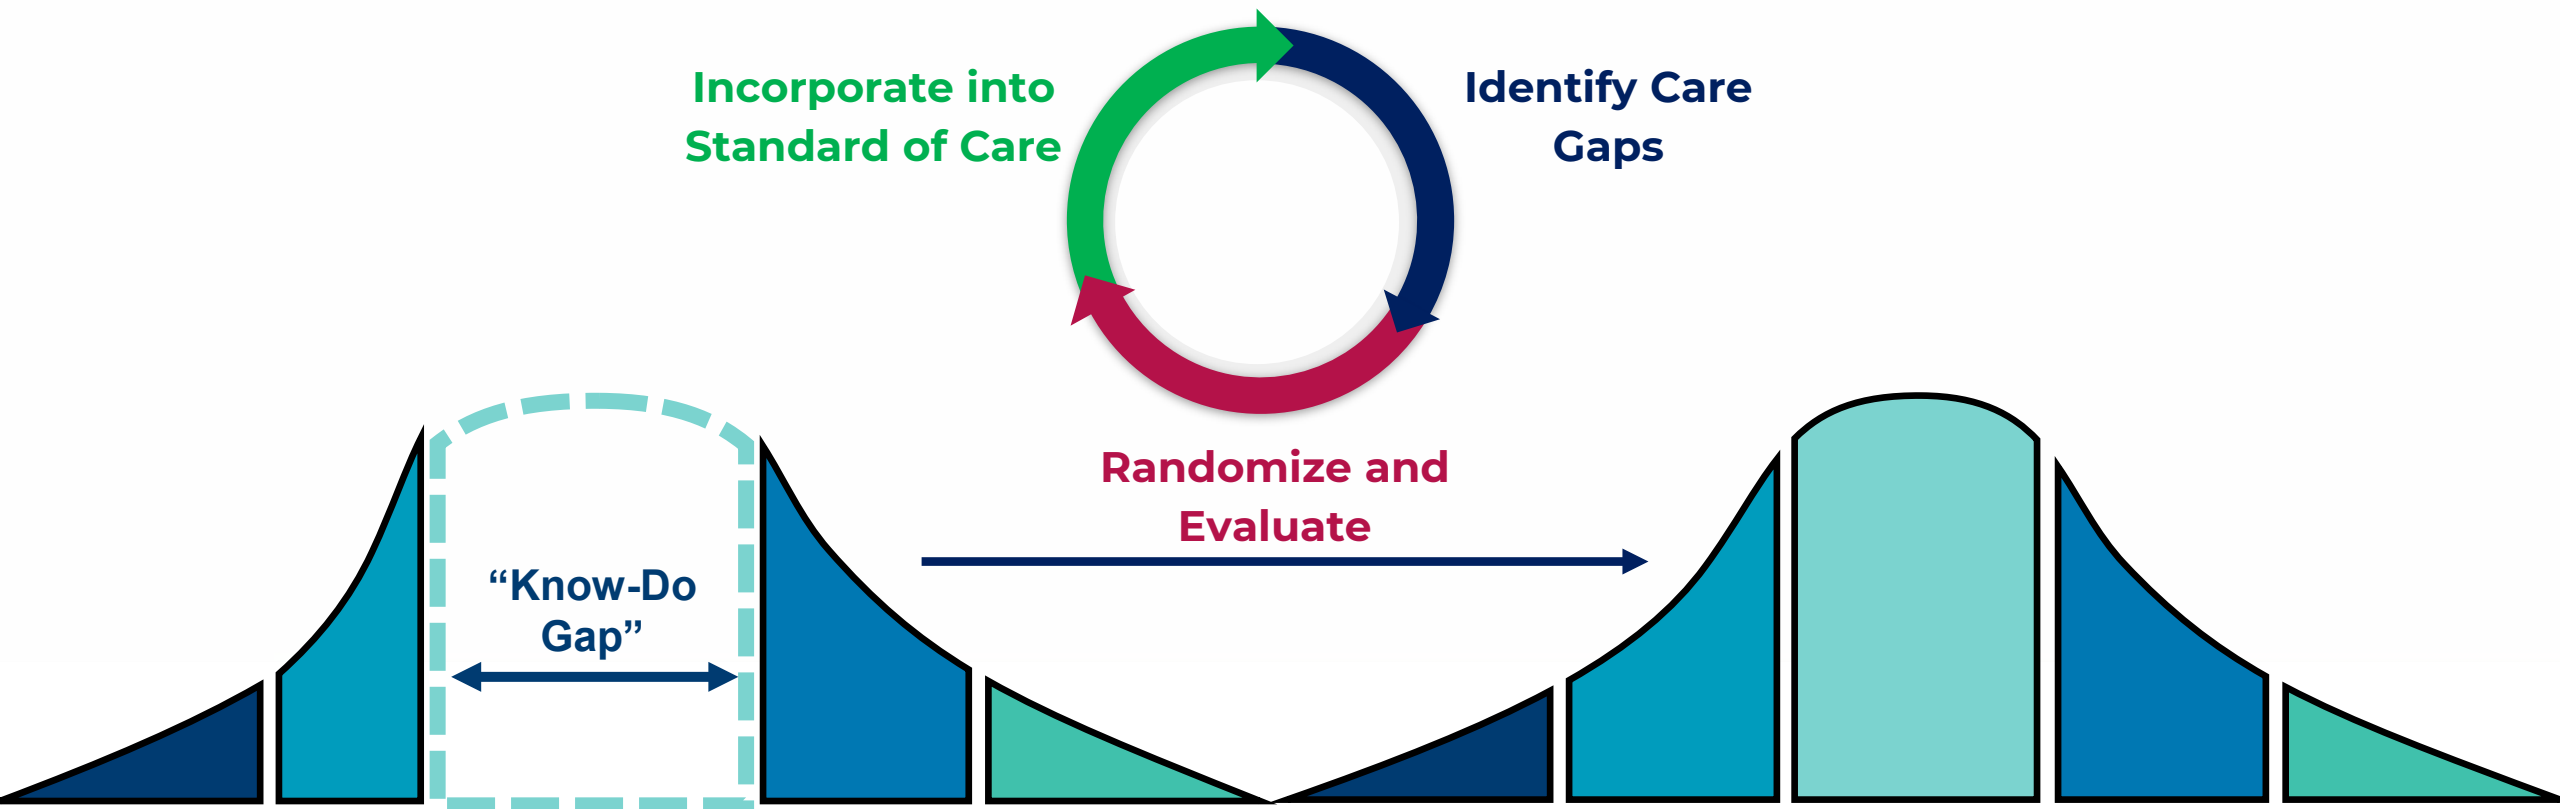 Incorporate into
Standard of Care
Identify Care
Gaps
Randomize and
Evaluate
“Know-Do
Gap”